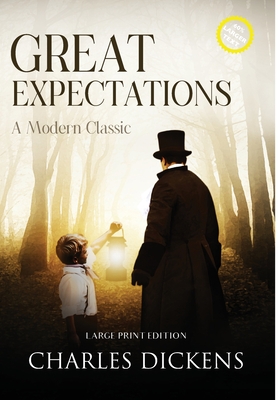 GREAT
EXPECTATIONS
A Modern Classic
LARGE PRINT EDITION
CHARLES DICKENS